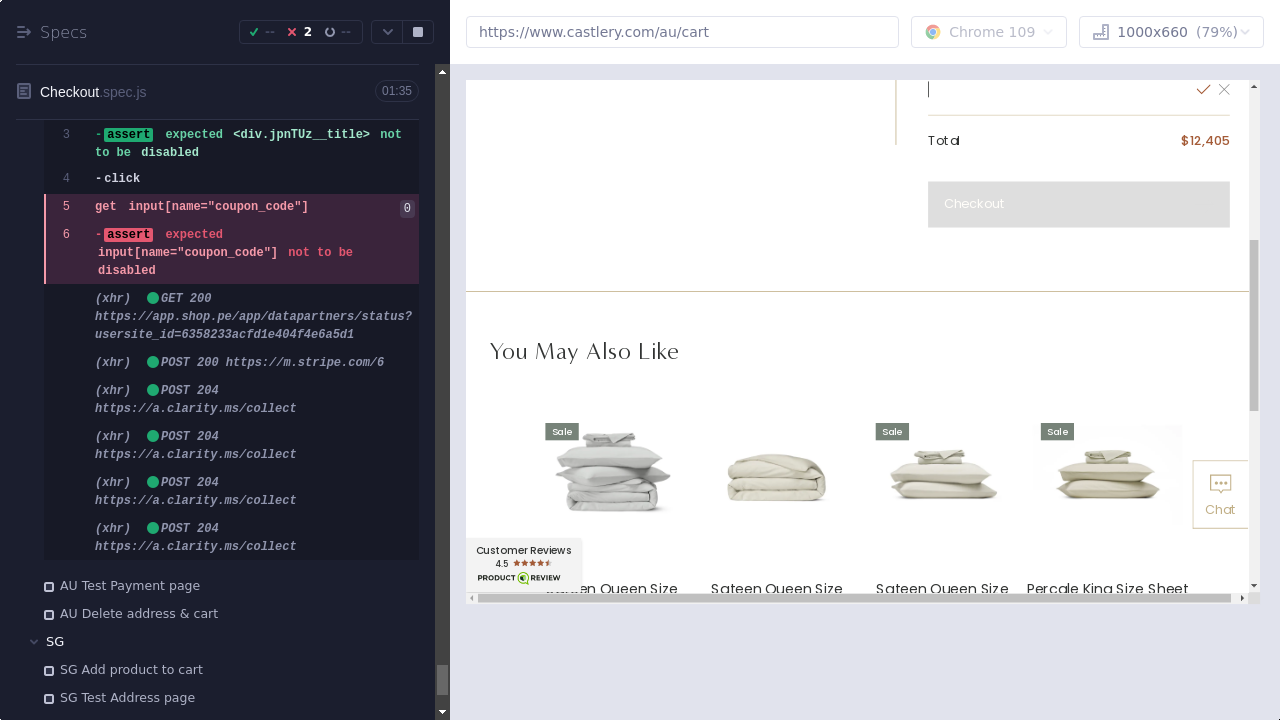 Specs
--
2
--
Checkout.spec.js
01:35
3 -assert expected <div.jpnTUz__title> not
to be disabled
4 -click
5 get input[name="coupon_code"] 0
6 -assert expected
input[name="coupon_code"] not to be
disabled
(xhr) GET 200
https://app.shop.pe/app/datapartners/status?
usersite_id=6358233acfd1e404f4e6a5d1
(xhr) POST 200 https://m.stripe.com/6
(xhr) POST 204
https://a.clarity.ms/collect
(xhr) POST 204
https://a.clarity.ms/collect
(xhr) POST 204
https://a.clarity.ms/collect
(xhr) POST 204
https://a.clarity.ms/collect
AU Test Payment page
AU Delete address & cart
SG
SG Add product to cart
SG Test Address page
https://www.castlery.com/au/cart
Chrome 109
1000x660 (79%)
Total $12,405
Checkout
You May Also Like
Sale
Sale
Sale
Chat
Customer Reviews
4.5
PRODUCT REVIEW
Queen Size
Sateen Queen Size
Sateen Queen Size
Percale King Size Sheet